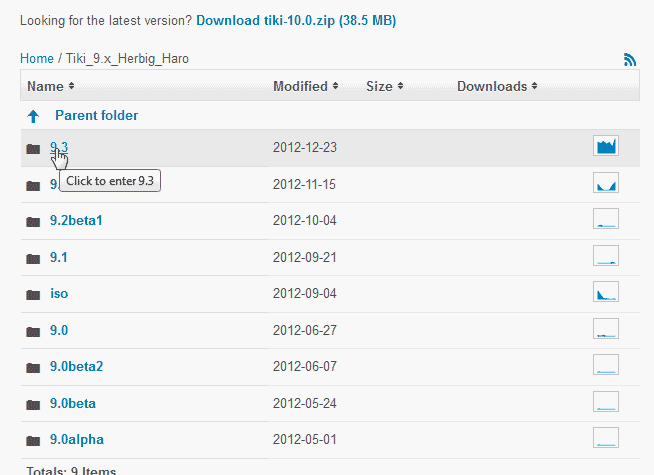 Looking for the latest version? Download tiki-10.0.zip (38.5 MB)
Home / Tiki_9.x_Herbig_Haro
Name Modified Size Downloads
Parent folder
9.3 2012-12-23
Click to enter 9.3
9. 2012-11-15
9.2beta1 2012-10-04
9.1 2012-09-21
iso 2012-09-04
9.0 2012-06-27
9.0beta2 2012-06-07
9.0beta 2012-05-24
9.0alpha 2012-05-01
Totals: 9 Items